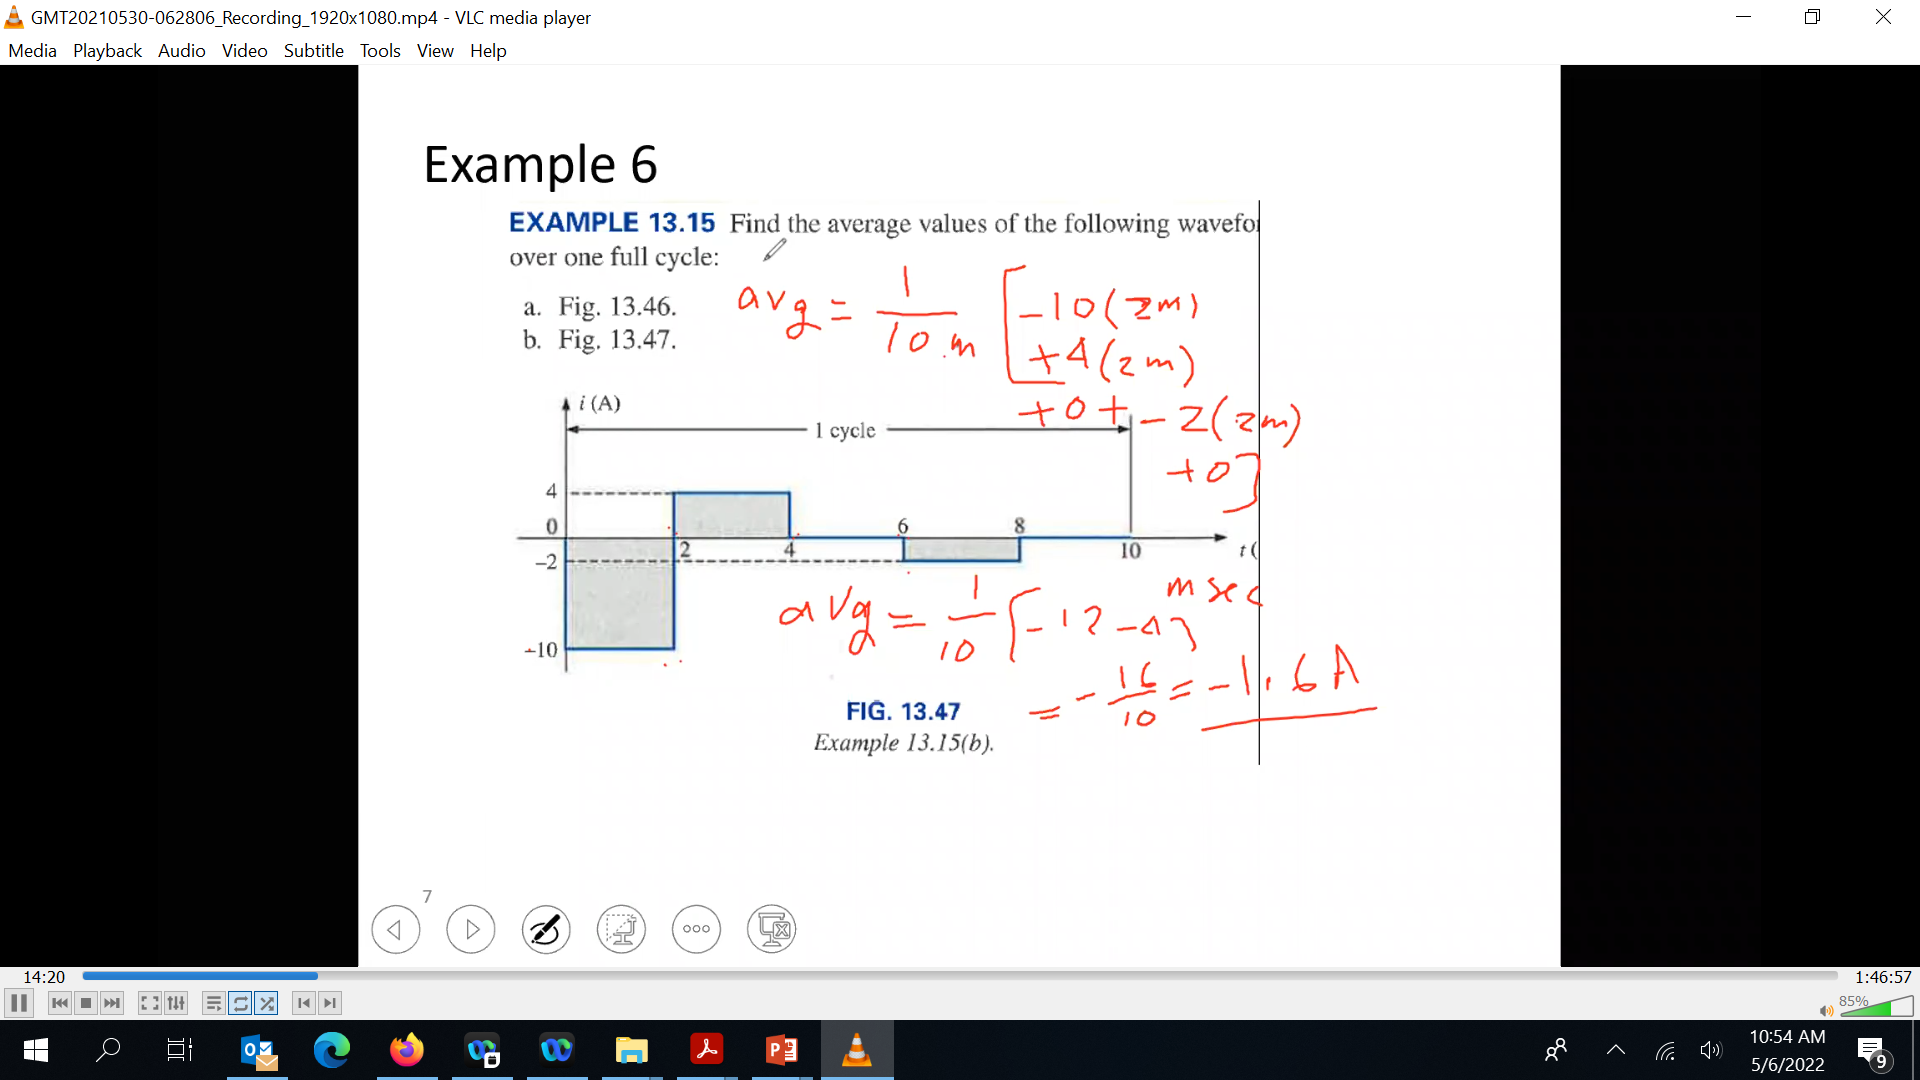 GMT20210530-062806_Recording_1920x1080.mp4 - VLC media player
Media Playback Audio Video Subtitle Tools View Help
Example 6
EXAMPLE 13.15 Find the average values of the following wavefo
over one full cycle:
a. Fig. 13.46.
b. Fig. 13.47.
avg = 1/10 m [-10(2m)
+4(2m)
+0+ -2(2m)
+0]
i (A)
1 cycle
4
0
6
8
2
4
10
t(
-2
-10
m sec
avg = 1/10 [-12-4]
= -16/10 = -1.6A
FIG. 13.47
Example 13.15(b).
7
14:20
1:46:57
85%
10:54 AM
5/6/2022
9